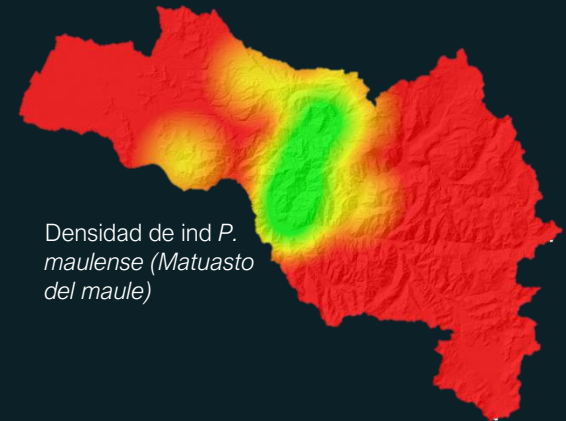 Densidad de ind P.
maulense (Matuasto
del maule)